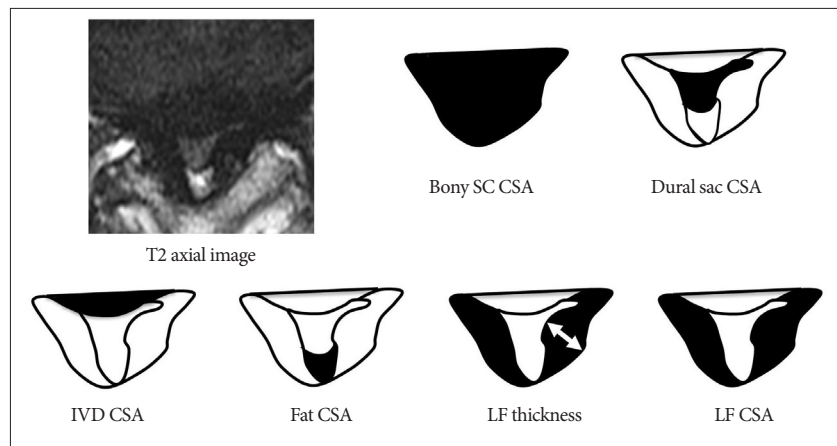 Bony SC CSA
Dural sac CSA
T2 axial image
IVD CSA
Fat CSA
LF thickness
LF CSA